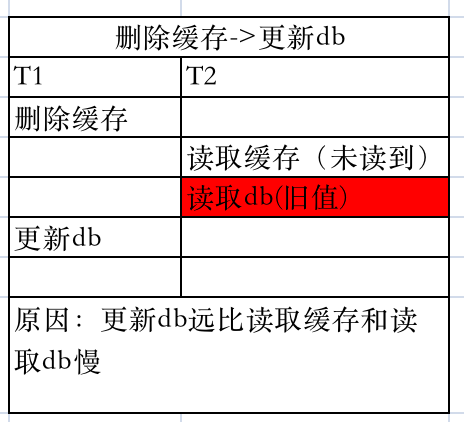 删除缓存->更新db
T1 T2
删除缓存
读取缓存（未读到）
读取db(旧值)
更新db
原因：更新db远比读取缓存和读
取db慢